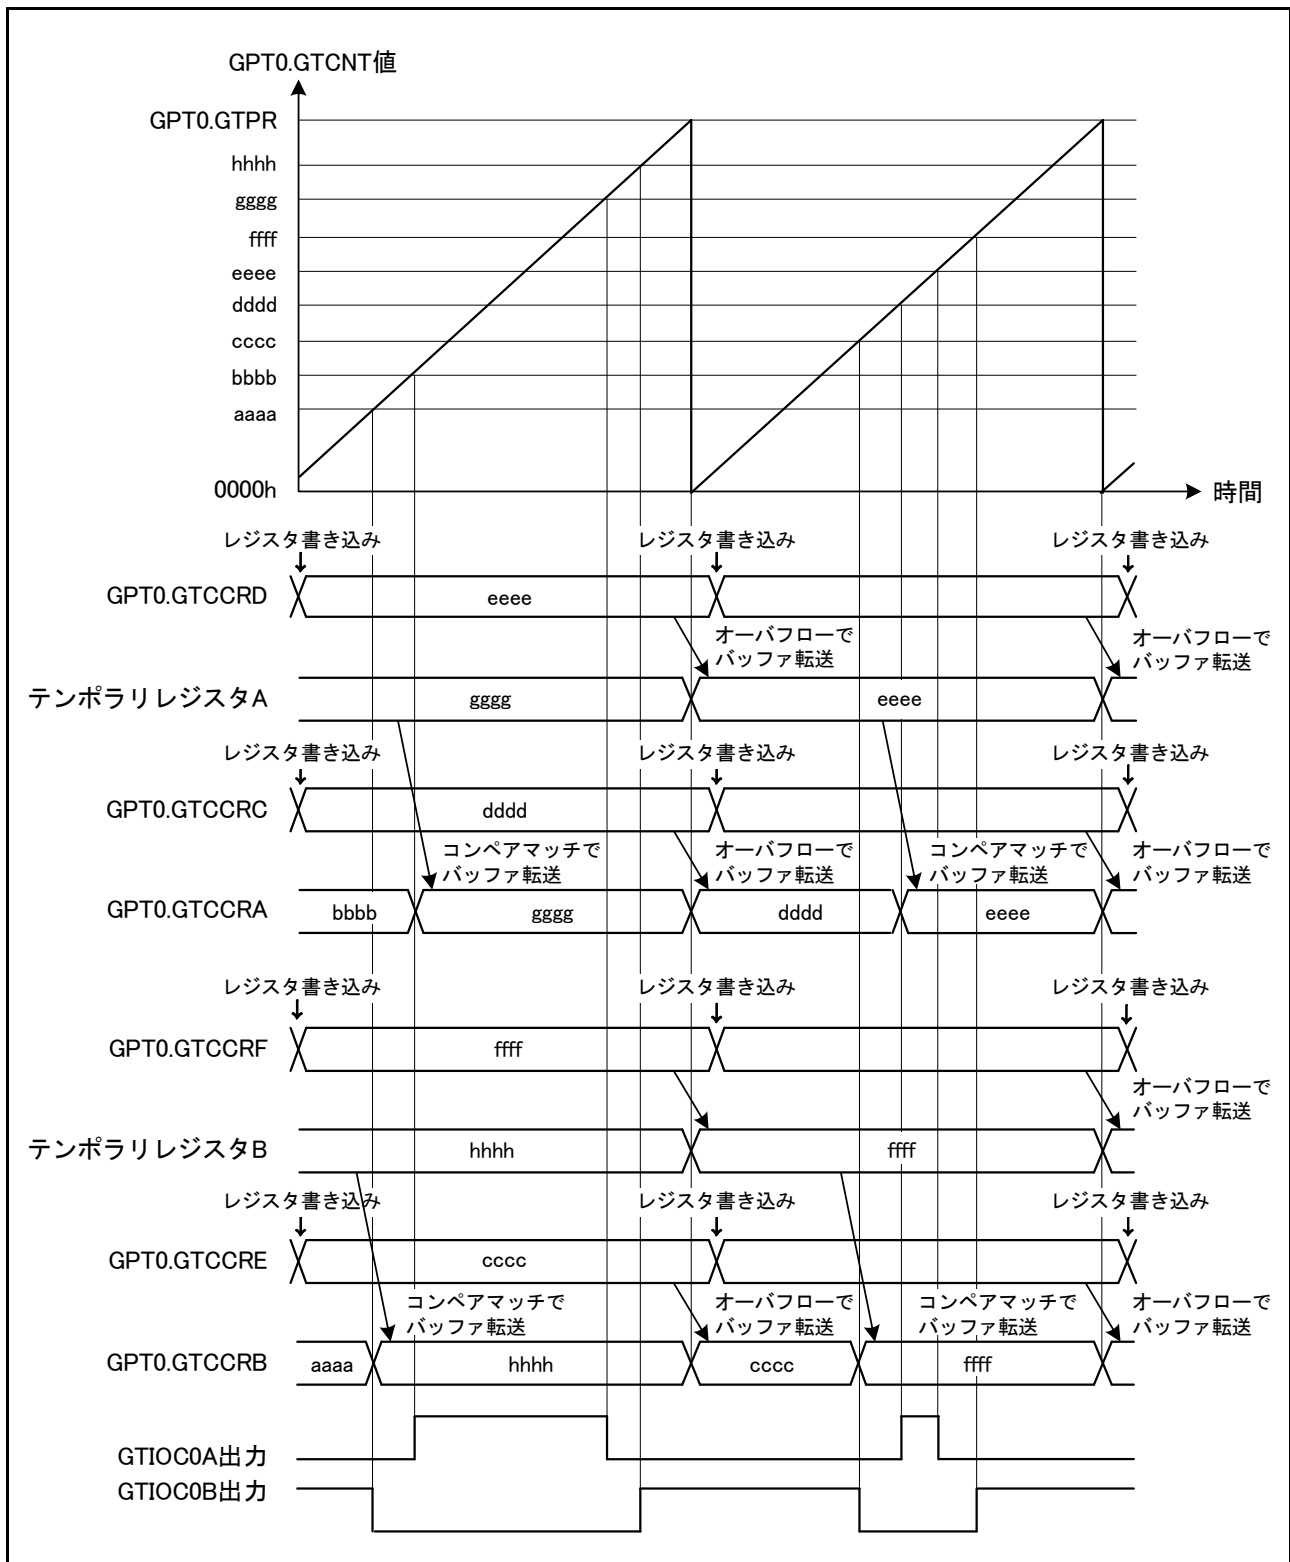 GPT0.GTCNT値
GPT0.GTPR
hhhh
gggg
ffff
eeee
dddd
cccc
bbbb
aaaa
0000h
時間
レジスタ書き込み レジスタ書き込み レジスタ書き込み
GPT0.GTCCRD eeee
オーバフローで オーバフローで
バッファ転送 バッファ転送
テンポラリレジスタA gggg eeee
レジスタ書き込み レジスタ書き込み レジスタ書き込み
GPT0.GTCCRC dddd
コンペアマッチで オーバフローで コンペアマッチで オーバフローで
バッファ転送 バッファ転送 バッファ転送 バッファ転送
GPT0.GTCCRA bbbb gggg dddd eeee
レジスタ書き込み レジスタ書き込み レジスタ書き込み
GPT0.GTCCRF ffff
オーバフローで
バッファ転送
テンポラリレジスタB hhhh ffff
レジスタ書き込み レジスタ書き込み レジスタ書き込み
GPT0.GTCCRE cccc
コンペアマッチで オーバフローで コンペアマッチで オーバフローで
バッファ転送 バッファ転送 バッファ転送 バッファ転送
GPT0.GTCCRB aaaa hhhh cccc ffff
GTIOC0A出力
GTIOC0B出力